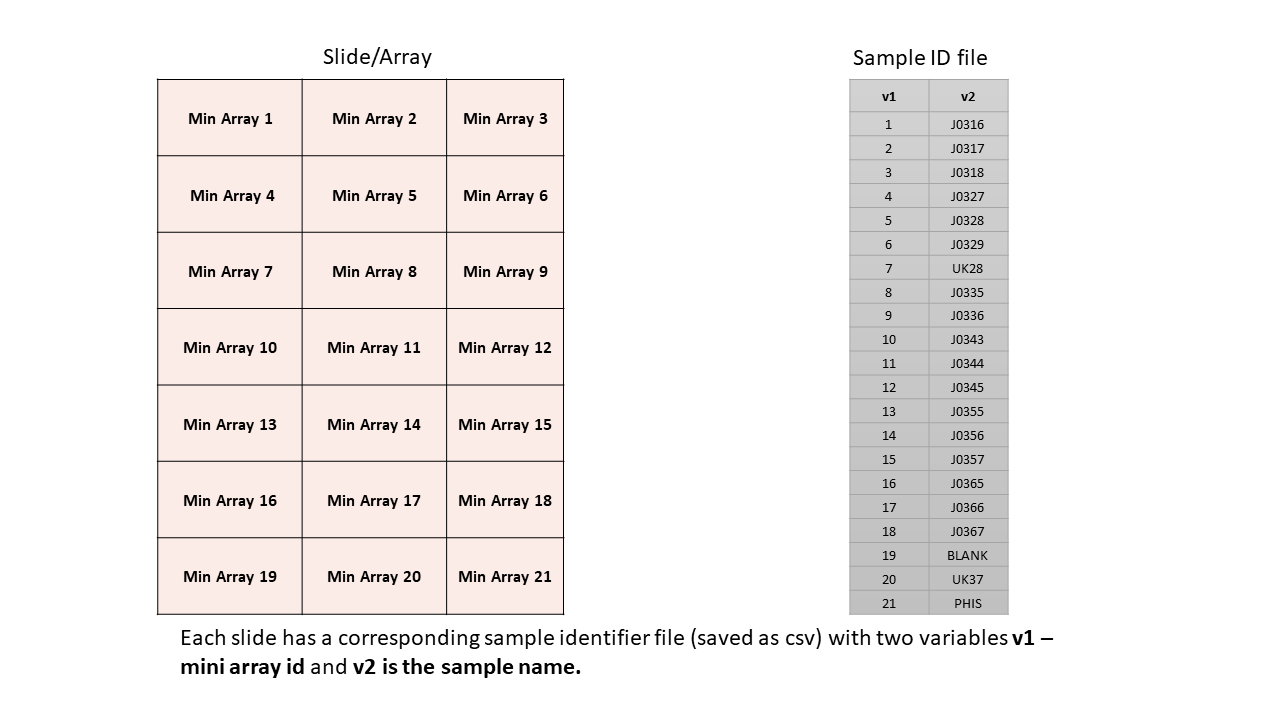 Slide/Array
Min Array 1 Min Array 2 Min Array 3
Min Array 4 Min Array 5 Min Array 6
Min Array 7 Min Array 8 Min Array 9
Min Array 10 Min Array 11 Min Array 12
Min Array 13 Min Array 14 Min Array 15
Min Array 16 Min Array 17 Min Array 18
Min Array 19 Min Array 20 Min Array 21
Sample ID file
v1 v2
1 J0316
2 J0317
3 J0318
4 J0327
5 J0328
6 J0329
7 UK28
8 J0335
9 J0336
10 J0343
11 J0344
12 J0345
13 J0355
14 J0356
15 J0357
16 J0365
17 J0366
18 J0367
19 BLANK
20 UK37
21 PHIS
Each slide has a corresponding sample identifier file (saved as csv) with two variables v1 –
mini array id and v2 is the sample name.